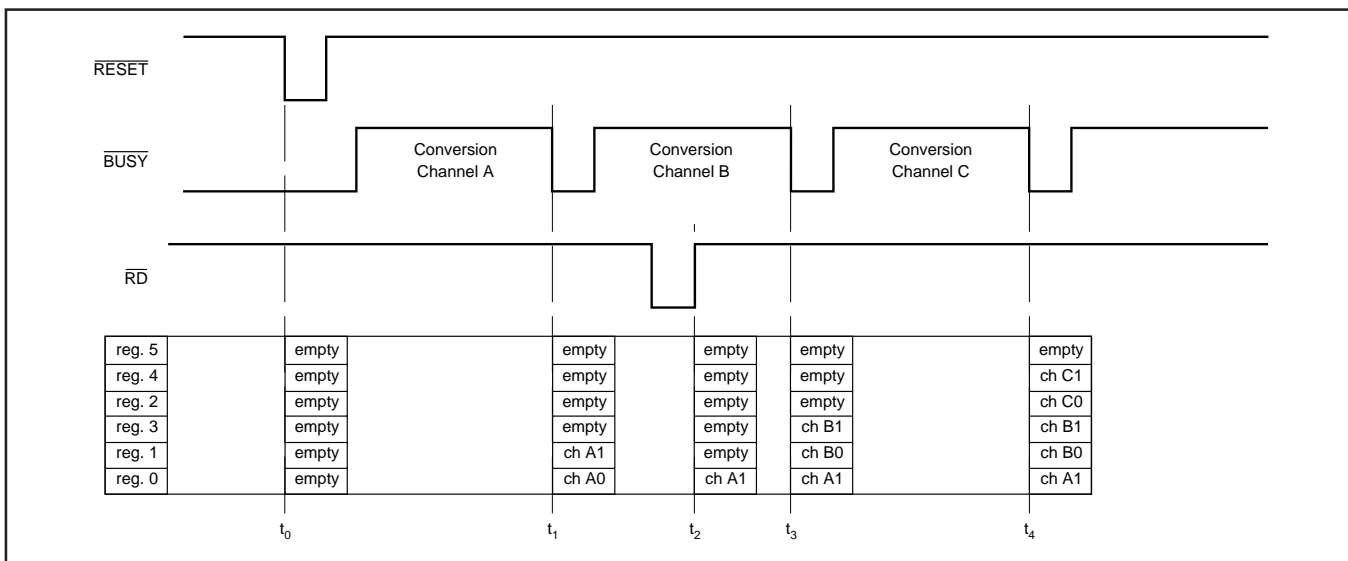 RESET
BUSY
Conversion
Channel A
Conversion
Channel B
Conversion
Channel C
RD
reg. 5 empty empty empty empty empty
reg. 4 empty empty empty empty ch C1
reg. 2 empty empty empty empty ch C0
reg. 3 empty empty empty ch B1 ch B1
reg. 1 empty ch A1 empty ch B0 ch B0
reg. 0 empty ch A0 ch A1 ch A1 ch A1
t0 t1 t2 t3 t4